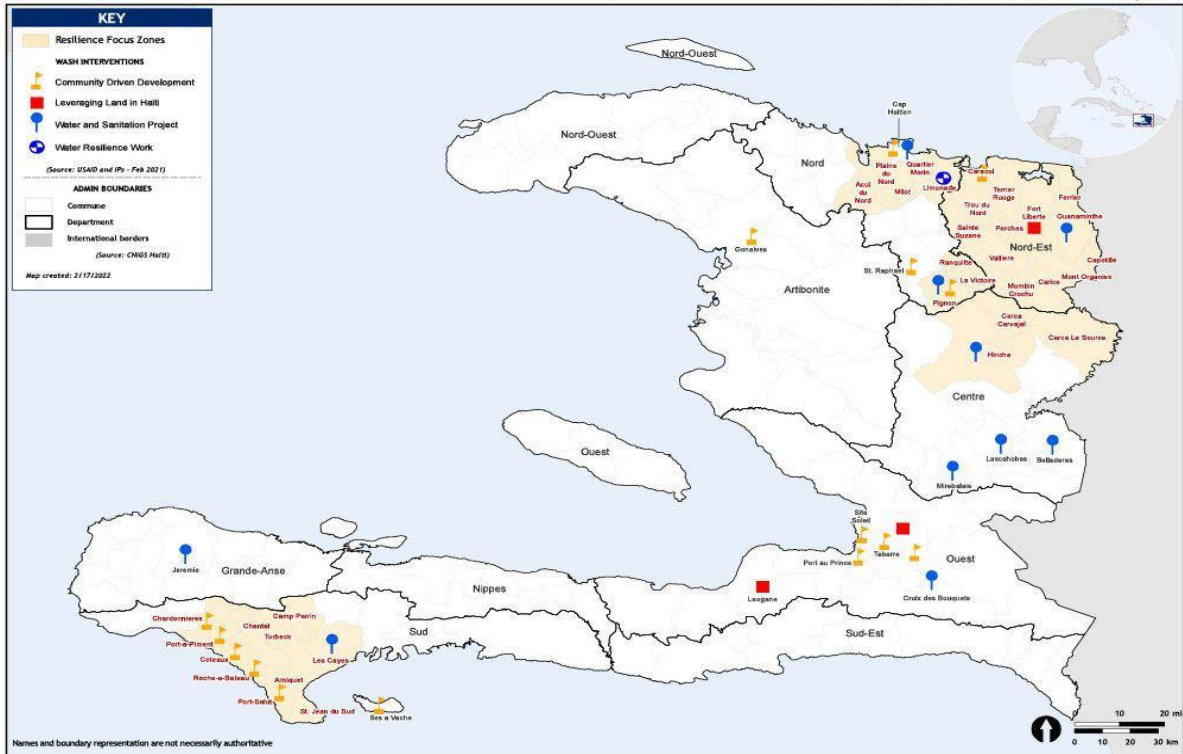 KEY
Resilience Focus Zones
WASH INTERVENTIONS
Community Driven Development
Leveraging Land in Haiti
Water and Sanitation Project
Water Resilience Work
(Source: USAID and IPs - Feb 2021)
ADMIN BOUNDARIES
Commune
Department
International borders
(Source: CNIGS Haiti)
Map created: 2/17/2022
Nord-Ouest
Nord-Ouest
Nord
Cap
Haitien
Plaine
du
Nord
Quartier
Morin
Acul
du
Nord
Milot
Limonade
Caracol
Terrier
Rouge
Trou du
Nord
Fort
Liberte
Ferrier
Ouanaminthe
Sainte
Suzane
Perches
Nord-Est
Valliere
Capotille
Mont Organise
Carice
Mombin
Crochu
Gonaives
St. Raphael
Ranquitte
La Victoire
Pignon
Artibonite
Cerca
Carvajal
Cerca La Source
Hinche
Centre
Lascahobas
Belladeres
Mirebalais
Ouest
Site
Soleil
Tabarre
Port au Prince
Ouest
Croix des Bouquets
Leogane
Jeremie
Grande-Anse
Nippes
Sud
Sud-Est
Chardonnieres
Camp Perrin
Chantal
Torbeck
Port-a-Piment
Les Cayes
Coteaux
Roche-a-Bateau
Arniquet
Port-Salut
St. Jean du Sud
Iles a Vache
0 10 20 mi
0 10 20 30 km
Names and boundary representation are not necessarily authoritative